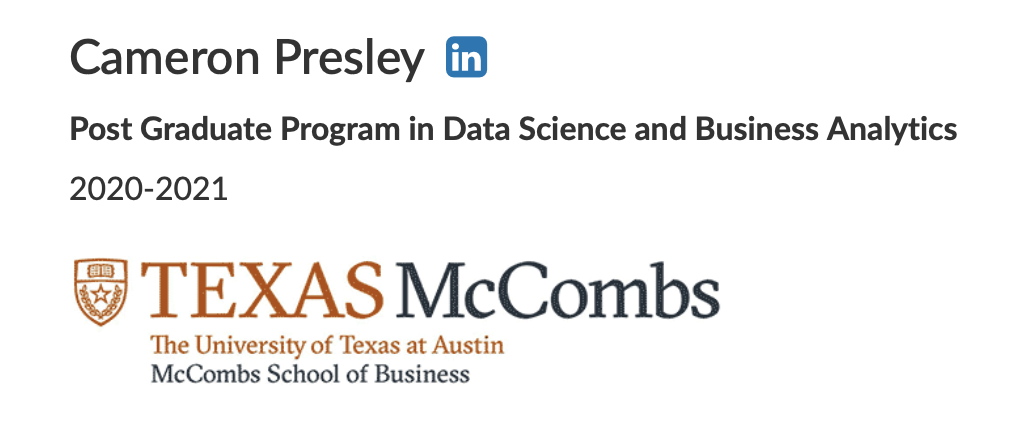 Cameron Presley in
Post Graduate Program in Data Science and Business Analytics
2020-2021
TEXAS McCombs
The University of Texas at Austin
McCombs School of Business